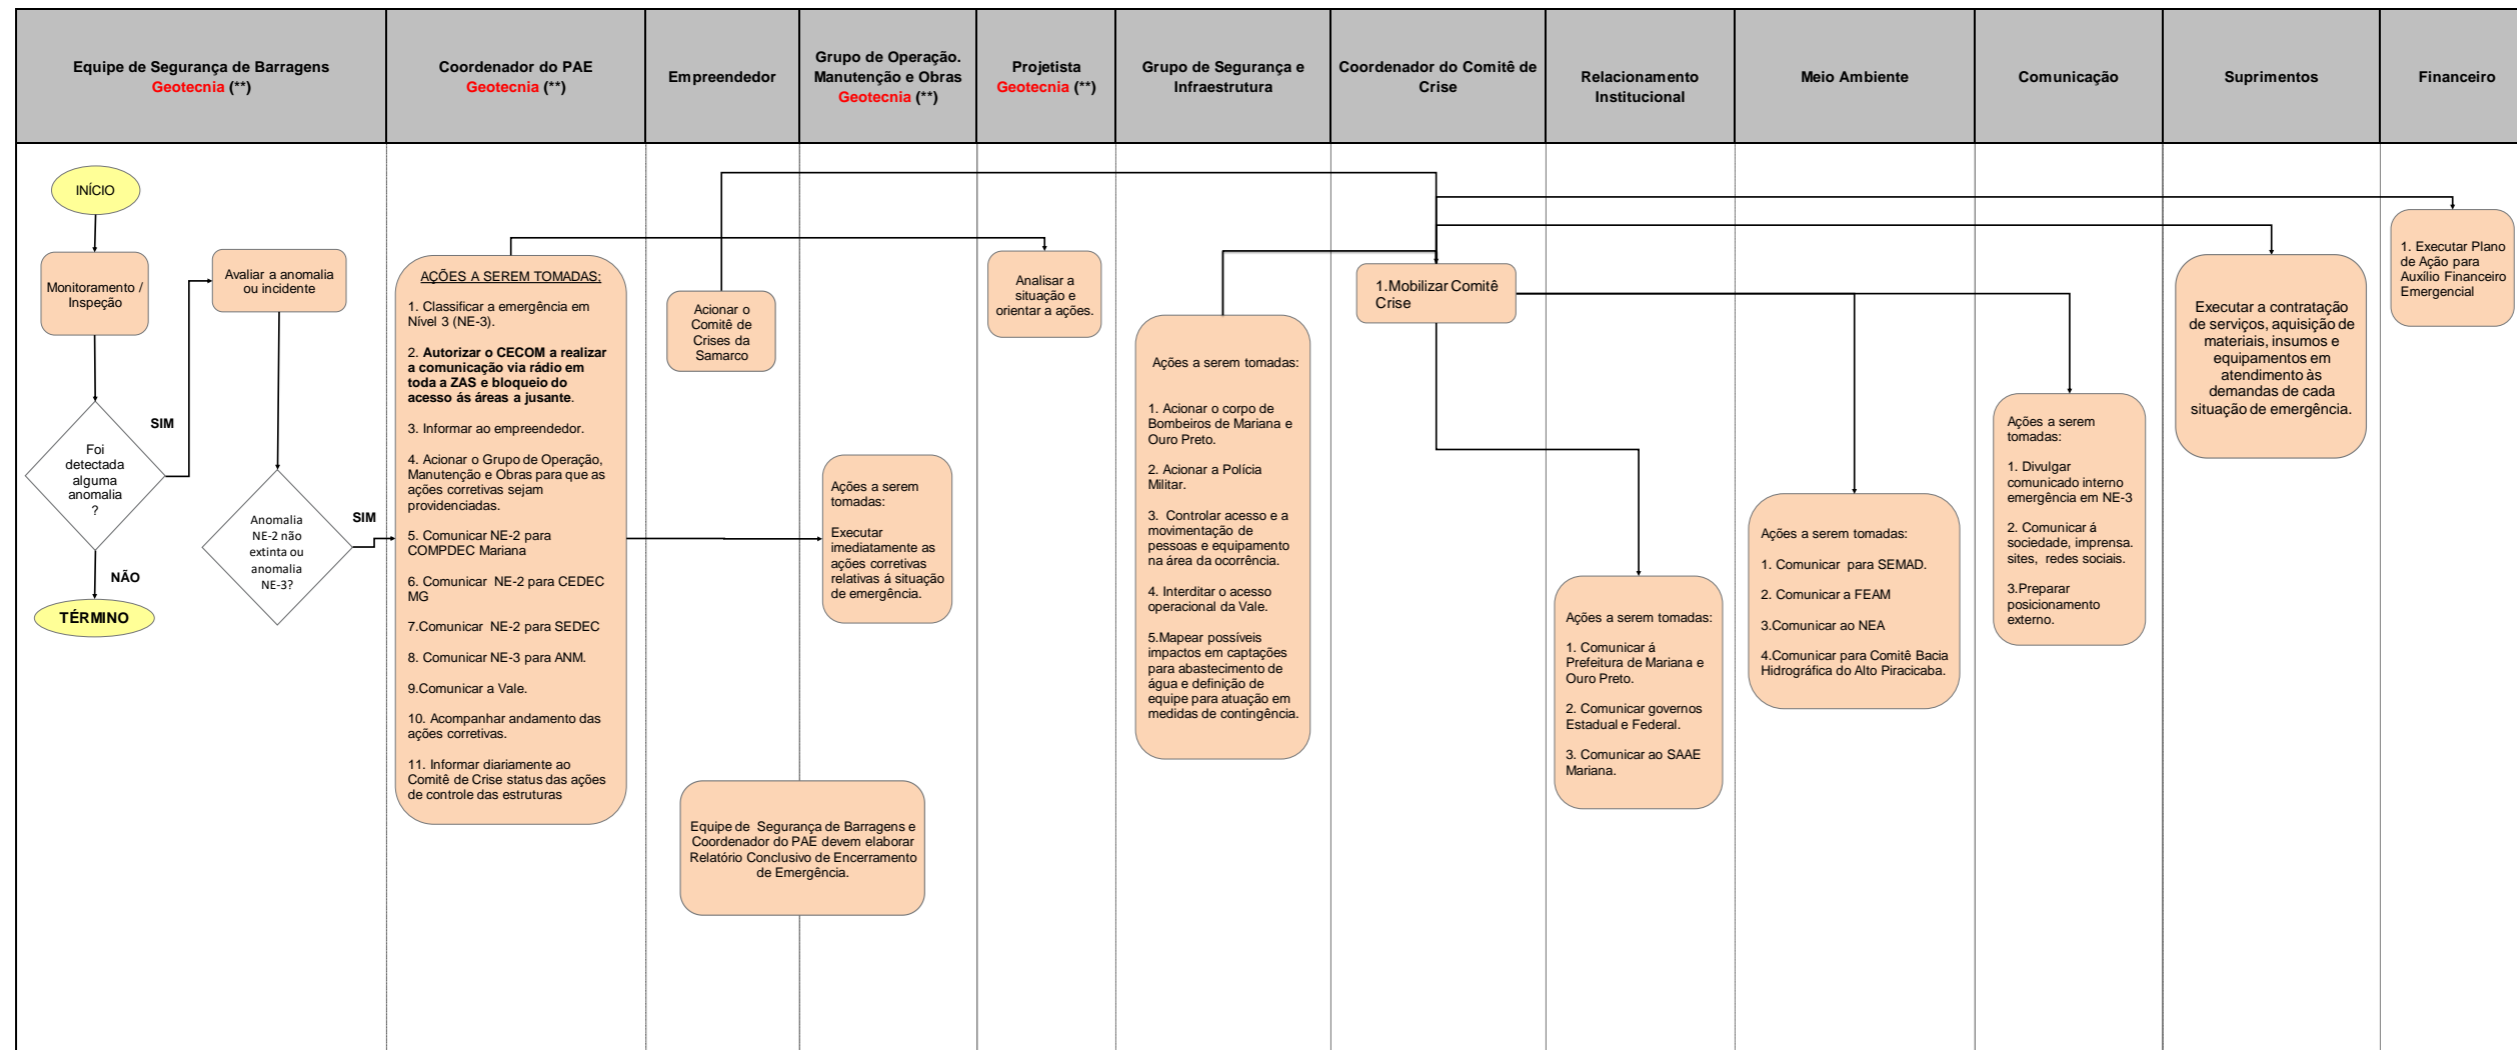 Equipe de Segurança de Barragens
Geotecnia (**)
Coordenador do PAE
Geotecnia (**)
Empreendedor
Grupo de Operação.
Manutenção e Obras
Geotecnia (**)
Projetista
Geotecnia (**)
Grupo de Segurança e
Infraestrutura
Coordenador do Comitê de
Crise
Relacionamento
Institucional
Meio Ambiente
Comunicação
Suprimentos
Financeiro
INÍCIO
Monitoramento /
Inspeção
Foi
detectada
alguma
anomalia
?
SIM
NÃO
TÉRMINO
Avaliar a anomalia
ou incidente
Anomalia
NE-2 não
extinta ou
anomalia
NE-3?
SIM
AÇÕES A SEREM TOMADAS;
1. Classificar a emergência em
Nível 3 (NE-3).
2. Autorizar o CECOM a realizar
a comunicação via rádio em
toda a ZAS e bloqueio do
acesso ás áreas a jusante.
3. Informar ao empreendedor.
4. Acionar o Grupo de Operação,
Manutenção e Obras para que as
ações corretivas sejam
providenciadas.
5. Comunicar NE-2 para
COMPDEC Mariana
6. Comunicar NE-2 para CEDEC
MG
7.Comunicar NE-2 para SEDEC
8. Comunicar NE-3 para ANM.
9.Comunicar a Vale.
10. Acompanhar andamento das
ações corretivas.
11. Informar diariamente ao
Comitê de Crise status das ações
de controle das estruturas
Acionar o
Comitê de
Crises da
Samarco
Ações a serem
tomadas:
Executar
imediatamente as
ações corretivas
relativas á situação
de emergência.
Equipe de Segurança de Barragens e
Coordenador do PAE devem elaborar
Relatório Conclusivo de Encerramento
de Emergência.
Analisar a
situação e
orientar a ações.
Ações a serem tomadas:
1. Acionar o corpo de
Bombeiros de Mariana e
Ouro Preto.
2. Acionar a Polícia
Militar.
3. Controlar acesso e a
movimentação de
pessoas e equipamento
na área da ocorrência.
4. Interditar o acesso
operacional da Vale.
5.Mapear possíveis
impactos em captações
para abastecimento de
água e definição de
equipe para atuação em
medidas de contingência.
1.Mobilizar Comitê
Crise
Ações a serem tomadas:
1. Comunicar á
Prefeitura de Mariana e
Ouro Preto.
2. Comunicar governos
Estadual e Federal.
3. Comunicar ao SAAE
Mariana.
Ações a serem tomadas:
1. Comunicar para SEMAD.
2. Comunicar a FEAM
3.Comunicar ao NEA
4.Comunicar para Comitê Bacia
Hidrográfica do Alto Piracicaba.
Ações a serem
tomadas:
1. Divulgar
comunicado interno
emergência em NE-3
2. Comunicar á
sociedade, imprensa.
sites, redes sociais.
3.Preparar
posicionamento
externo.
Executar a contratação
de serviços, aquisição de
materiais, insumos e
equipamentos em
atendimento às
demandas de cada
situação de emergência.
1. Executar Plano
de Ação para
Auxílio Financeiro
Emergencial